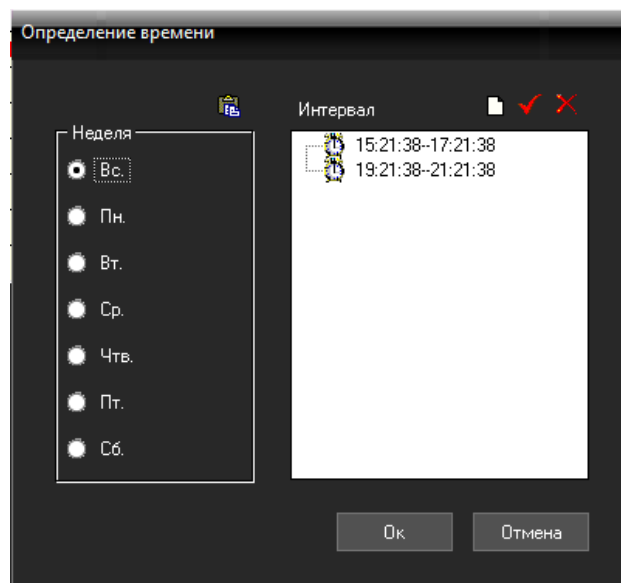 Определение времени
Интервал
Неделя
Вс.
Пн.
Вт.
Ср.
Чтв.
Пт.
Сб.
15:21:38--17:21:38
19:21:38--21:21:38
Ок
Отмена